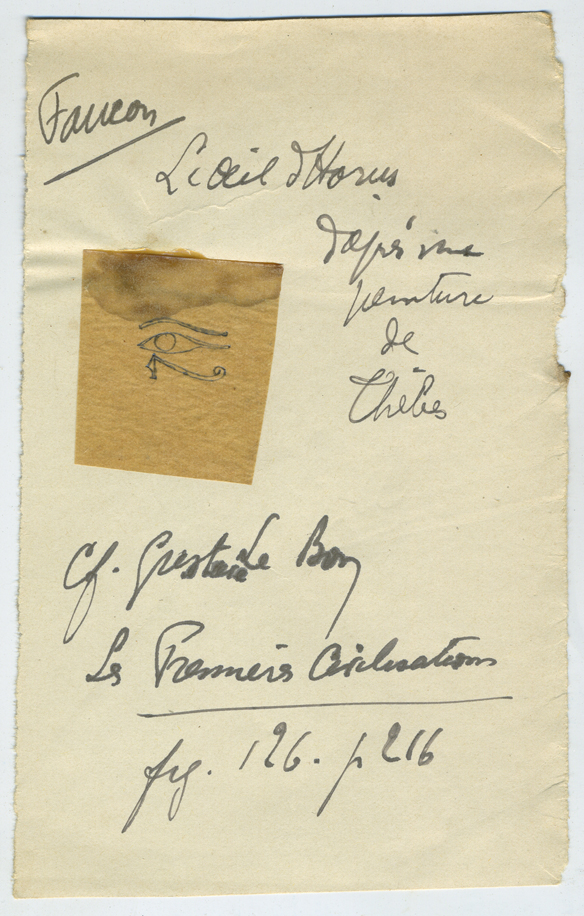 Faucon
L'œil d'Horus
d'après une
peinture
de
Thèbes
Cf. Gustave Le Bon
Les Premières Civilisations
fig. 126. p 216